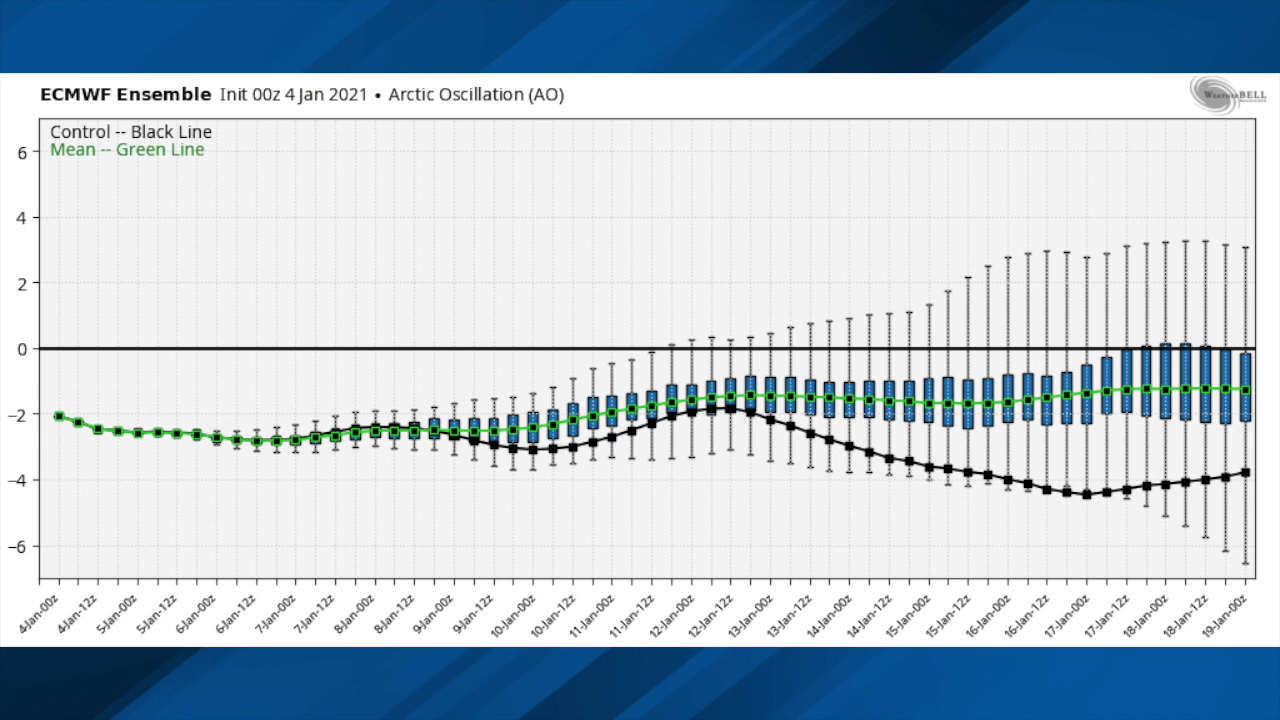 ECMWF Ensemble Init 00z 4 Jan 2021 • Arctic Oscillation (AO)
WeatherBELL
Control -- Black Line
Mean -- Green Line
6
4
2
0
−2
−4
−6
4-Jan-00z
4-Jan-12z
5-Jan-00z
5-Jan-12z
6-Jan-00z
6-Jan-12z
7-Jan-00z
7-Jan-12z
8-Jan-00z
8-Jan-12z
9-Jan-00z
9-Jan-12z
10-Jan-00z
10-Jan-12z
11-Jan-00z
11-Jan-12z
12-Jan-00z
12-Jan-12z
13-Jan-00z
13-Jan-12z
14-Jan-00z
14-Jan-12z
15-Jan-00z
15-Jan-12z
16-Jan-00z
16-Jan-12z
17-Jan-00z
17-Jan-12z
18-Jan-00z
18-Jan-12z
19-Jan-00z